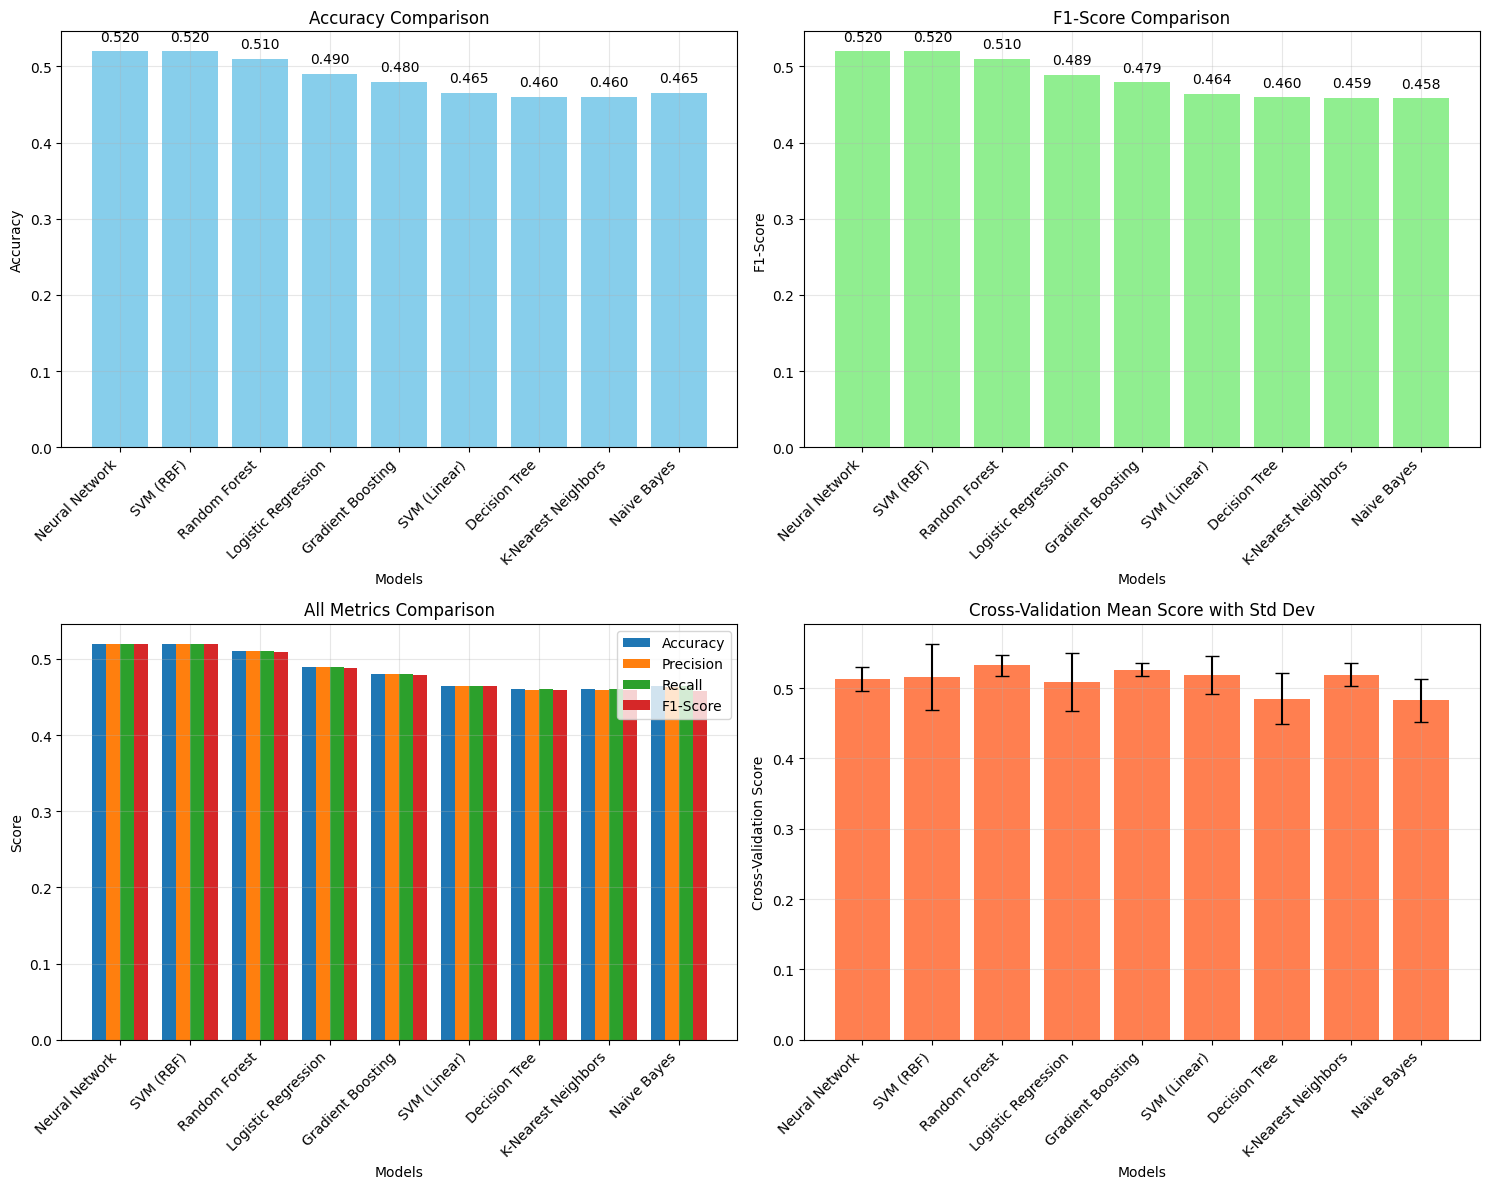 Accuracy Comparison
0.520 0.520 0.510 0.490 0.480 0.465 0.460 0.460 0.465
0.5
0.4
0.3
0.2
0.1
0.0
Accuracy
Neural Network
SVM (RBF)
Random Forest
Logistic Regression
Gradient Boosting
SVM (Linear)
Decision Tree
K-Nearest Neighbors
Naive Bayes
Models
F1-Score Comparison
0.520 0.520 0.510 0.489 0.479 0.464 0.460 0.459 0.458
0.5
0.4
0.3
0.2
0.1
0.0
F1-Score
Neural Network
SVM (RBF)
Random Forest
Logistic Regression
Gradient Boosting
SVM (Linear)
Decision Tree
K-Nearest Neighbors
Naive Bayes
Models
All Metrics Comparison
Accuracy
Precision
Recall
F1-Score
0.5
0.4
0.3
0.2
0.1
0.0
Score
Neural Network
SVM (RBF)
Random Forest
Logistic Regression
Gradient Boosting
SVM (Linear)
Decision Tree
K-Nearest Neighbors
Naive Bayes
Models
Cross-Validation Mean Score with Std Dev
0.5
0.4
0.3
0.2
0.1
0.0
Cross-Validation Score
Neural Network
SVM (RBF)
Random Forest
Logistic Regression
Gradient Boosting
SVM (Linear)
Decision Tree
K-Nearest Neighbors
Naive Bayes
Models